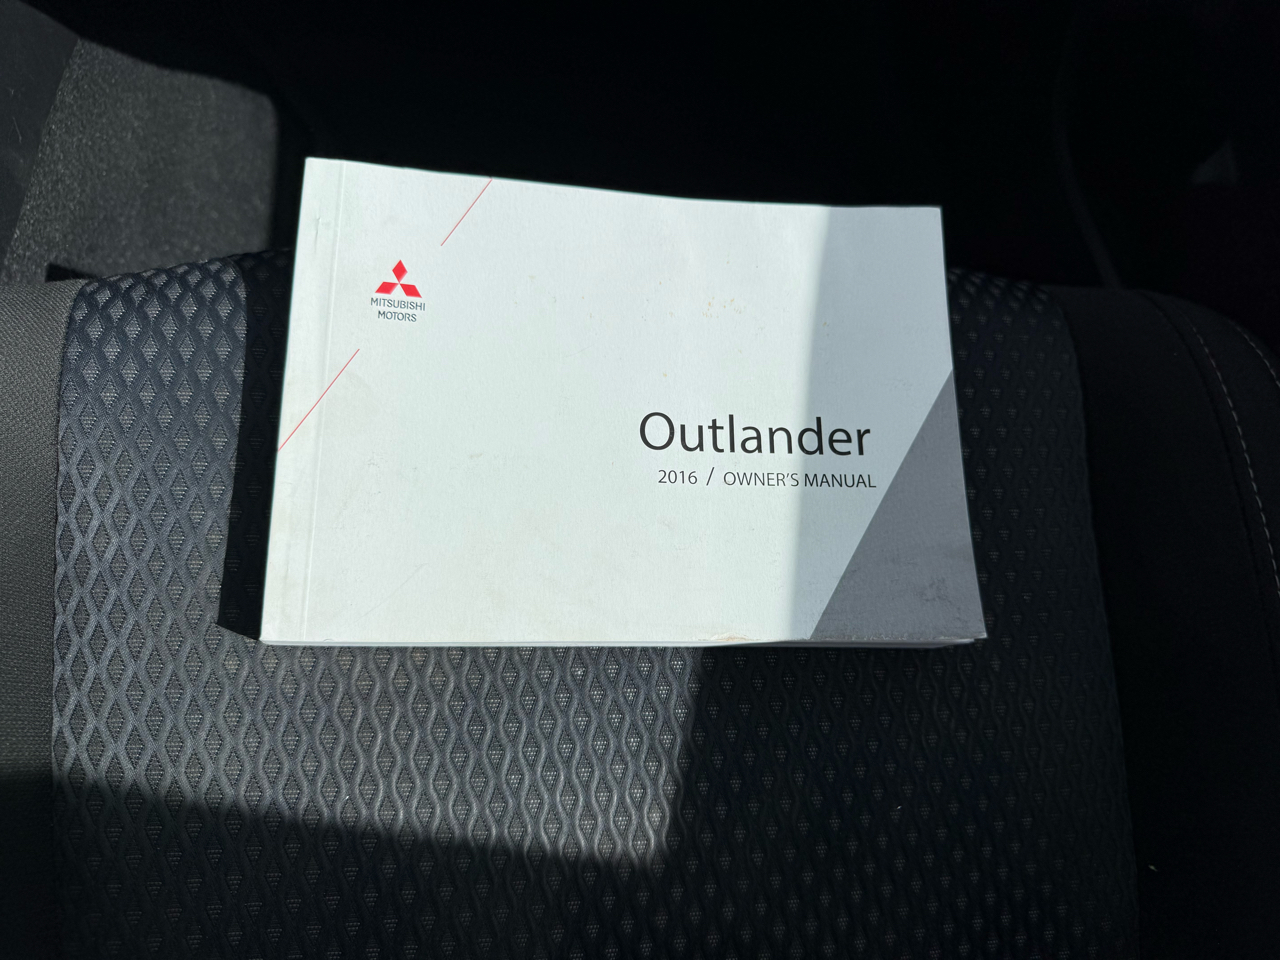 MITSUBISHI
MOTORS
Outlander
2016 / OWNER'S MANUAL